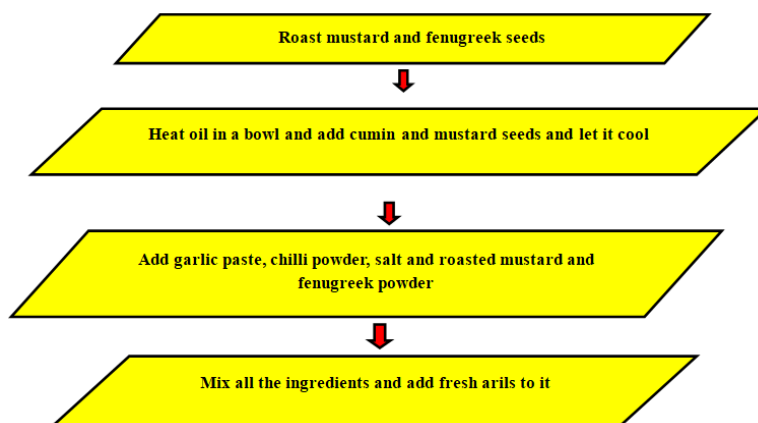 Roast mustard and fenugreek seeds
Heat oil in a bowl and add cumin and mustard seeds and let it cool
Add garlic paste, chilli powder, salt and roasted mustard and
fenugreek powder
Mix all the ingredients and add fresh arils to it